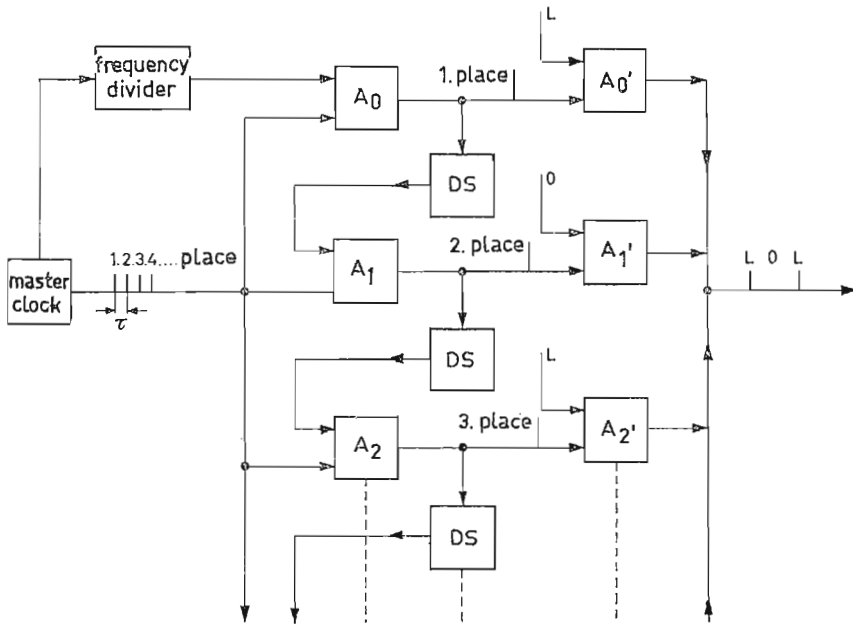 L
frequency
divider
A0
1. place
A0'
DS
0
1. 2. 3. 4. .... place
master
clock
τ
A1
2. place
A1'
L 0 L
DS
L
A2
3. place
A2'
DS